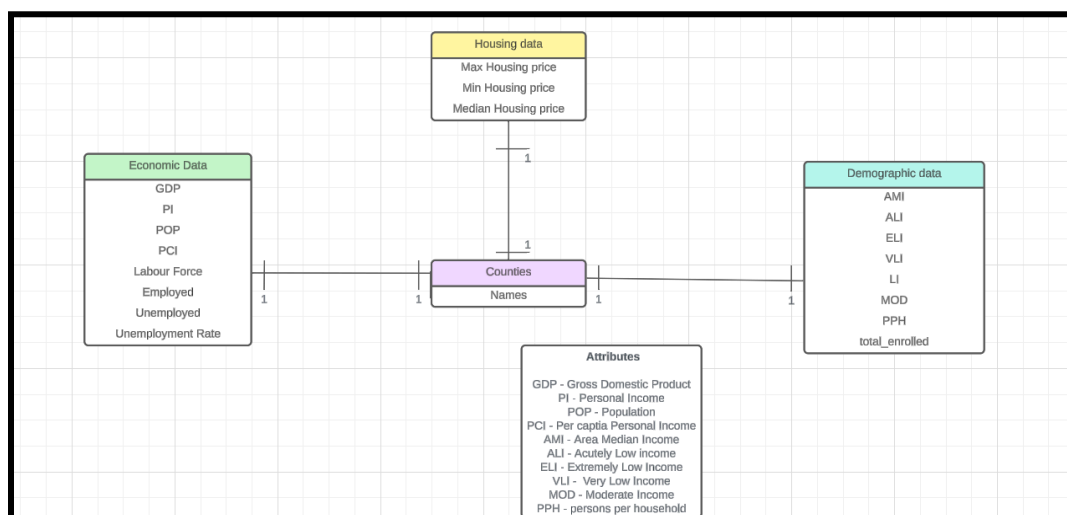 Housing data
Max Housing price
Min Housing price
Median Housing price
1
1
Economic Data
GDP
PI
POP
PCI
Labour Force
Employed
Unemployed
Unemployment Rate
1
1
Counties
Names
1
1
Demographic data
AMI
ALI
ELI
VLI
LI
MOD
PPH
total_enrolled
Attributes
GDP - Gross Domestic Product
PI - Personal Income
POP - Population
PCI - Per captia Personal Income
AMI - Area Median Income
ALI - Acutely Low income
ELI - Extremely Low Income
VLI - Very Low Income
MOD - Moderate Income
PPH - persons per household